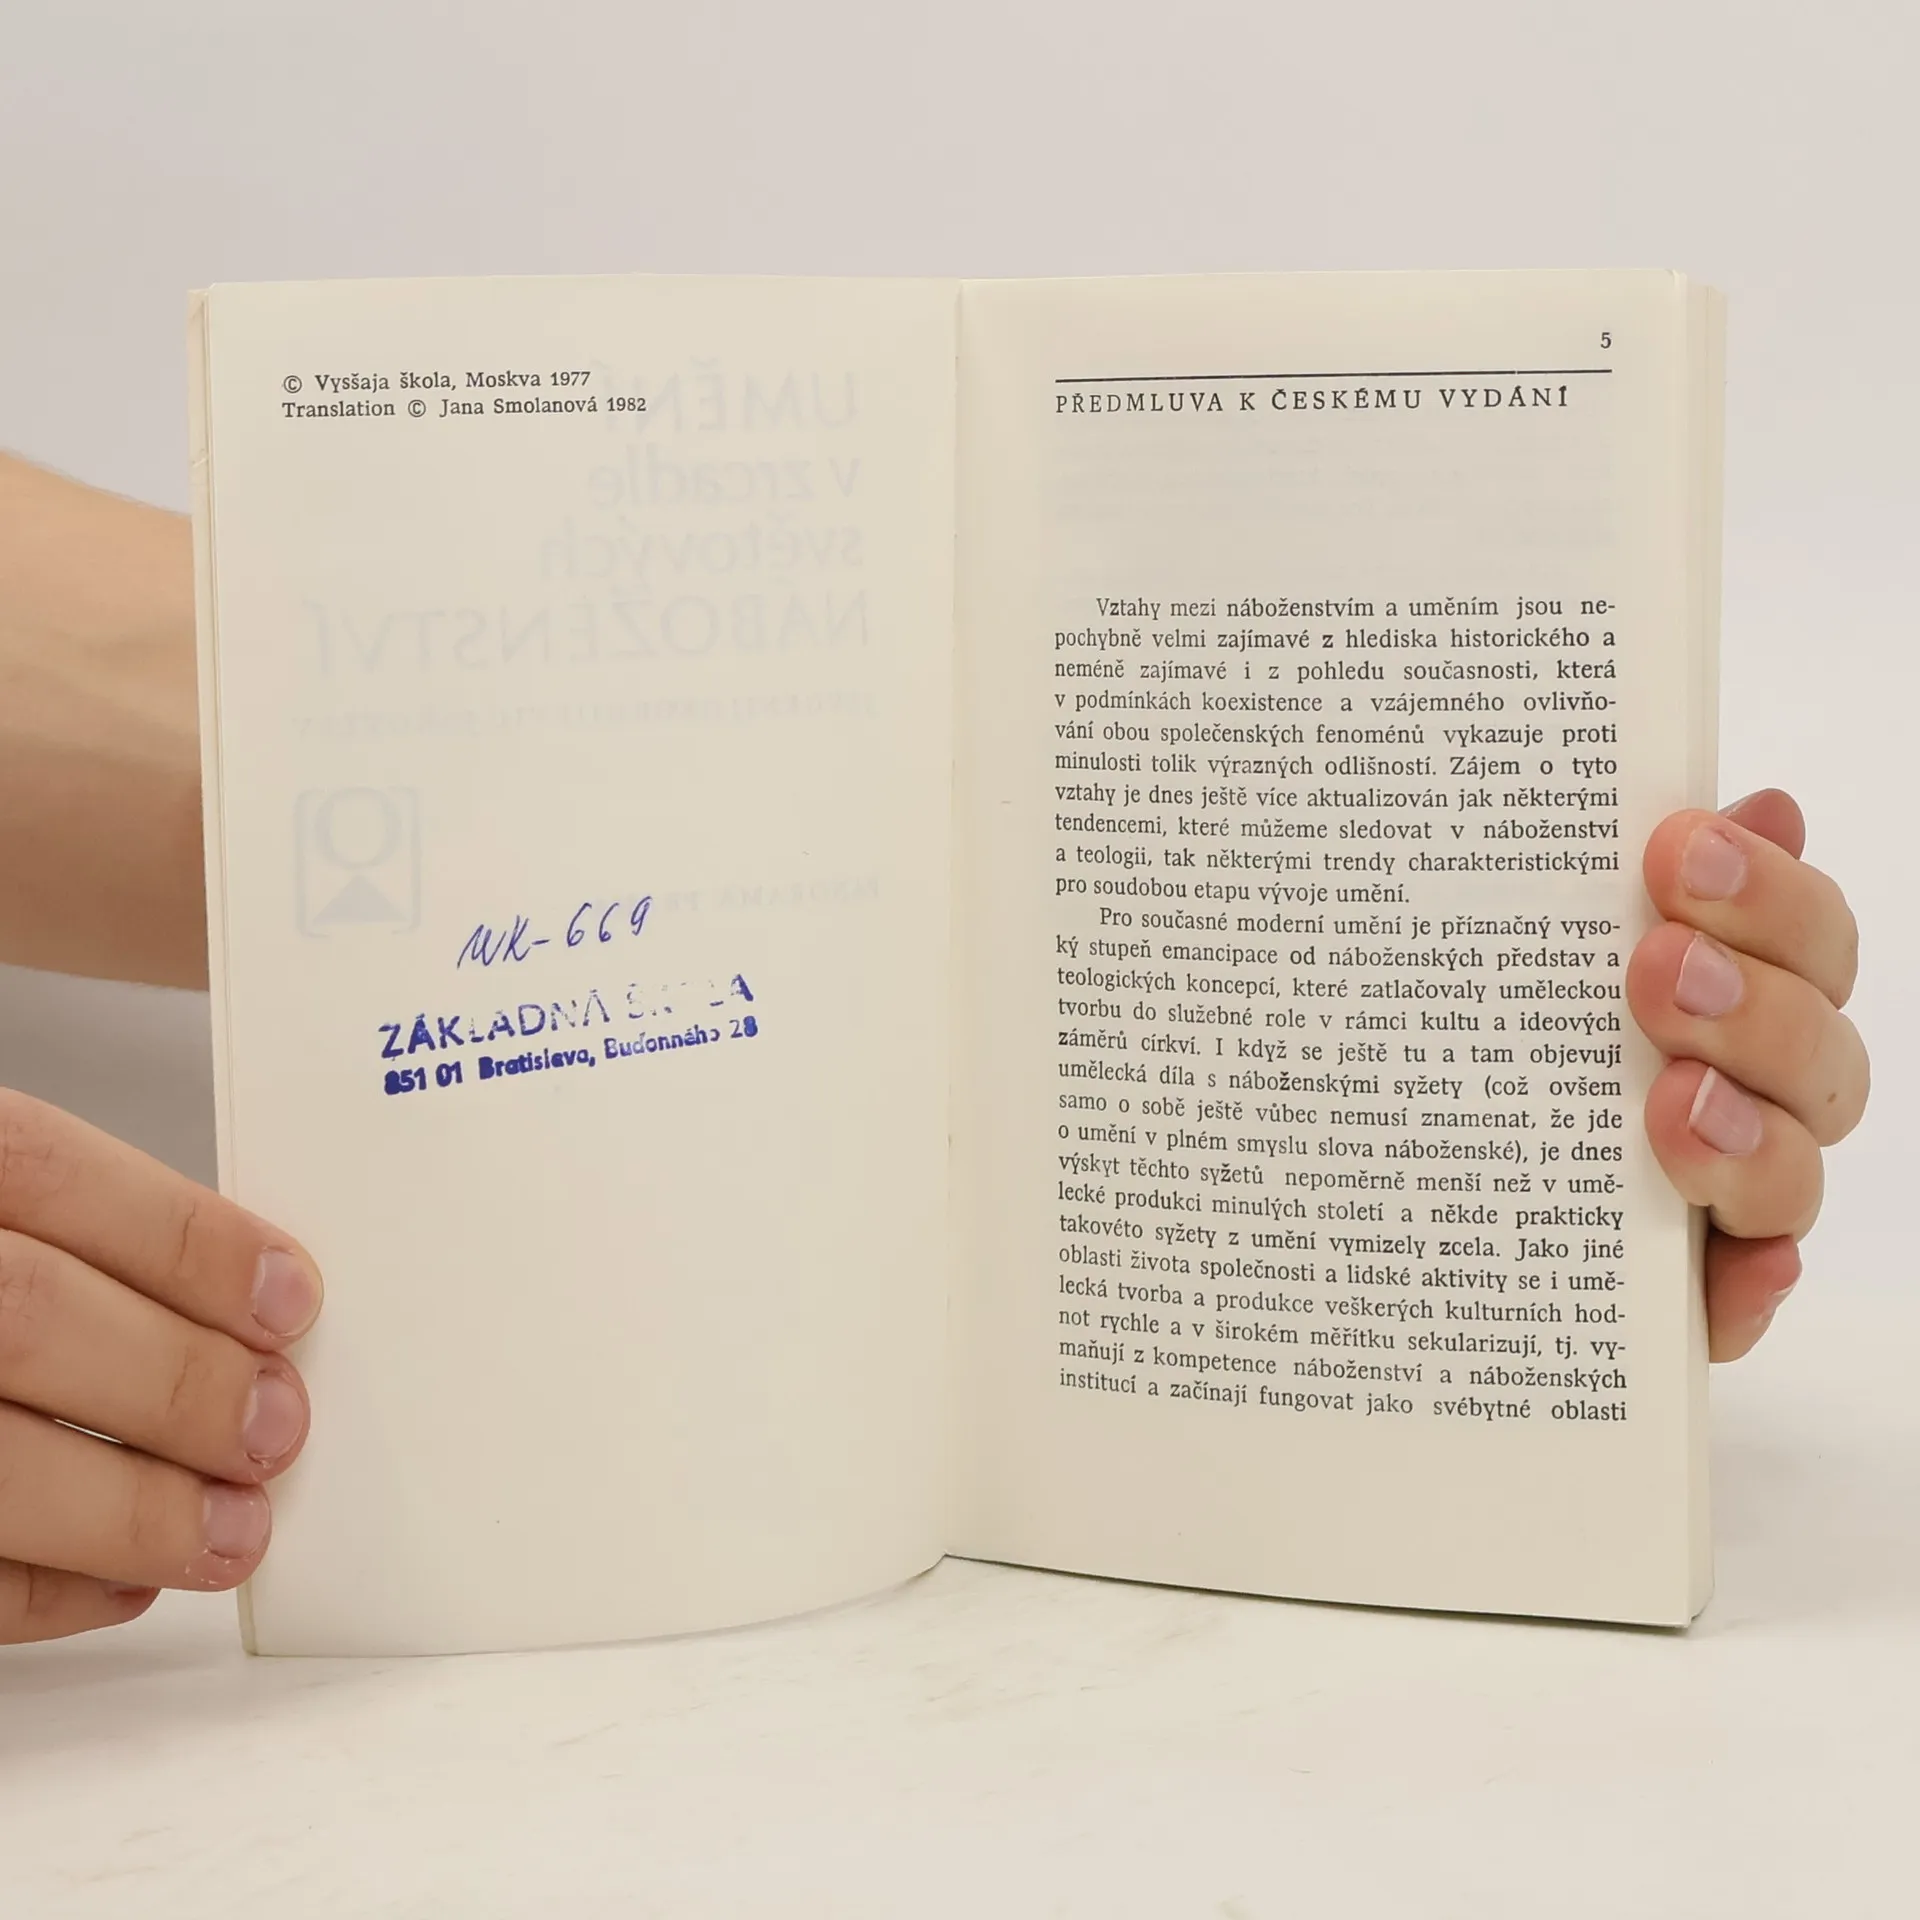 © Vysšaja škola, Moskva 1977
Translation © Jana Smolanová 1982
UMĚNÍ
v zrcadle
světových
NÁBOŽENSTVÍ
NK-669
ZÁKLADNÁ ŠKOLA
851 01 Bratislava, Buďonného 28
5
PŘEDMLUVA K ČESKÉMU VYDÁNÍ
Vztahy mezi náboženstvím a uměním jsou ne-
pochybně velmi zajímavé z hlediska historického a
neméně zajímavé i z pohledu současnosti, která
v podmínkách koexistence a vzájemného ovlivňo-
vání obou společenských fenoménů vykazuje proti
minulosti tolik výrazných odlišností. Zájem o tyto
vztahy je dnes ještě více aktualizován jak některými
tendencemi, které můžeme sledovat v náboženství
a teologii, tak některými trendy charakteristickými
pro soudobou etapu vývoje umění.
Pro současné moderní umění je příznačný vyso-
ký stupeň emancipace od náboženských představ a
teologických koncepcí, které zatlačovaly uměleckou
tvorbu do služebné role v rámci kultu a ideových
záměrů církví. I když se ještě tu a tam objevují
umělecká díla s náboženskými syžety (což ovšem
samo o sobě ještě vůbec nemusí znamenat, že jde
o umění v plném smyslu slova náboženské), je dnes
výskyt těchto syžetů nepoměrně menší než v umě-
lecké produkci minulých století a někde prakticky
takovéto syžety z umění vymizely zcela. Jako jiné
oblasti života společnosti a lidské aktivity se i umě-
lecká tvorba a produkce veškerých kulturních hod-
not rychle a v širokém měřítku sekularizují, tj. vy-
maňují z kompetence náboženství a náboženských
institucí a začínají fungovat jako svébytné oblasti